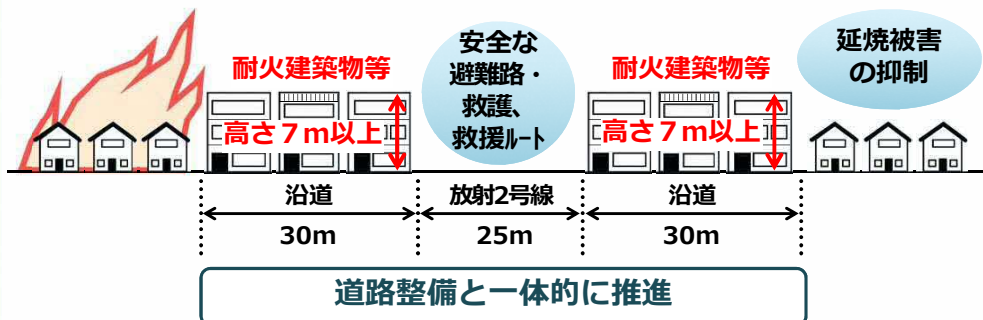 耐火建築物等
高さ７ｍ以上
安全な
避難路・
救護、
救援ﾙｰﾄ
耐火建築物等
高さ７ｍ以上
延焼被害
の抑制
沿道
放射2号線
沿道
30m
25m
30m
道路整備と一体的に推進